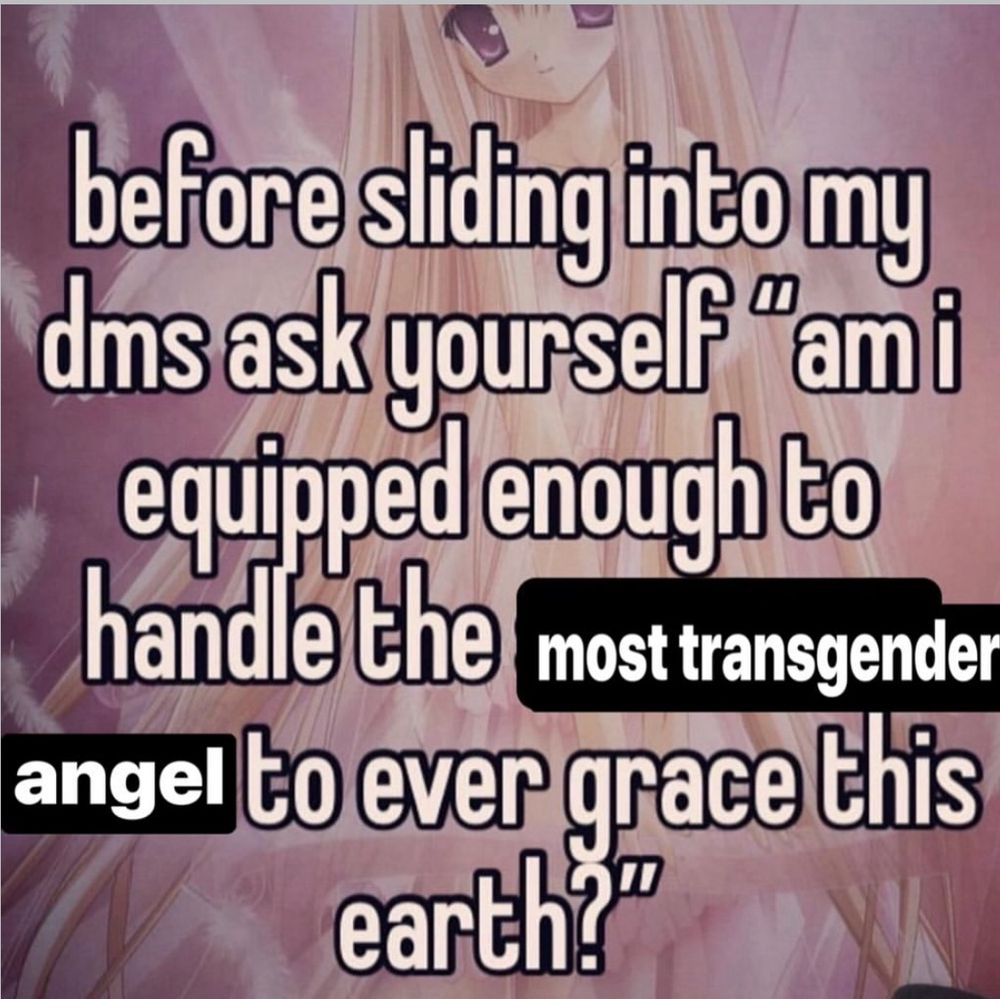 before sliding into my
dms ask yourself "am i
equipped enough to
handle the most transgender
angel to ever grace this
earth?"